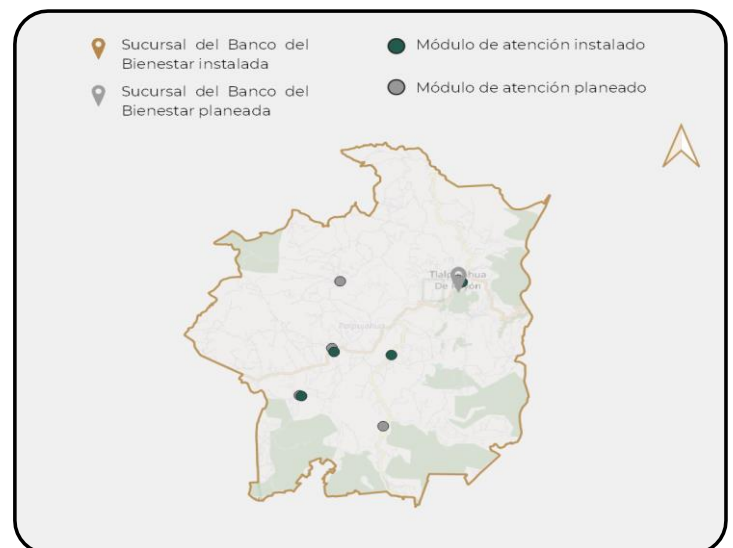 Sucursal del Banco del
Bienestar instalada
Sucursal del Banco del
Bienestar planeada
Módulo de atención instalado
Módulo de atención planeado